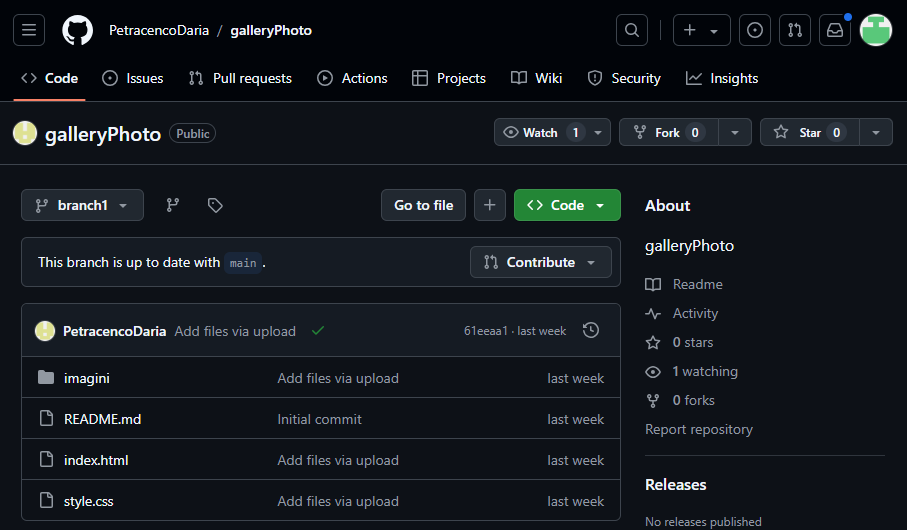 PetracencoDaria / galleryPhoto
Code Issues Pull requests Actions Projects Wiki Security Insights
galleryPhoto Public
Watch 1 Fork 0 Star 0
branch1 Go to file Code
This branch is up to date with main.
Contribute
PetracencoDaria Add files via upload 61eeaa1 · last week
imagini Add files via upload last week
README.md Initial commit last week
index.html Add files via upload last week
style.css Add files via upload last week
About
galleryPhoto
Readme
Activity
0 stars
1 watching
0 forks
Report repository
Releases
No releases published